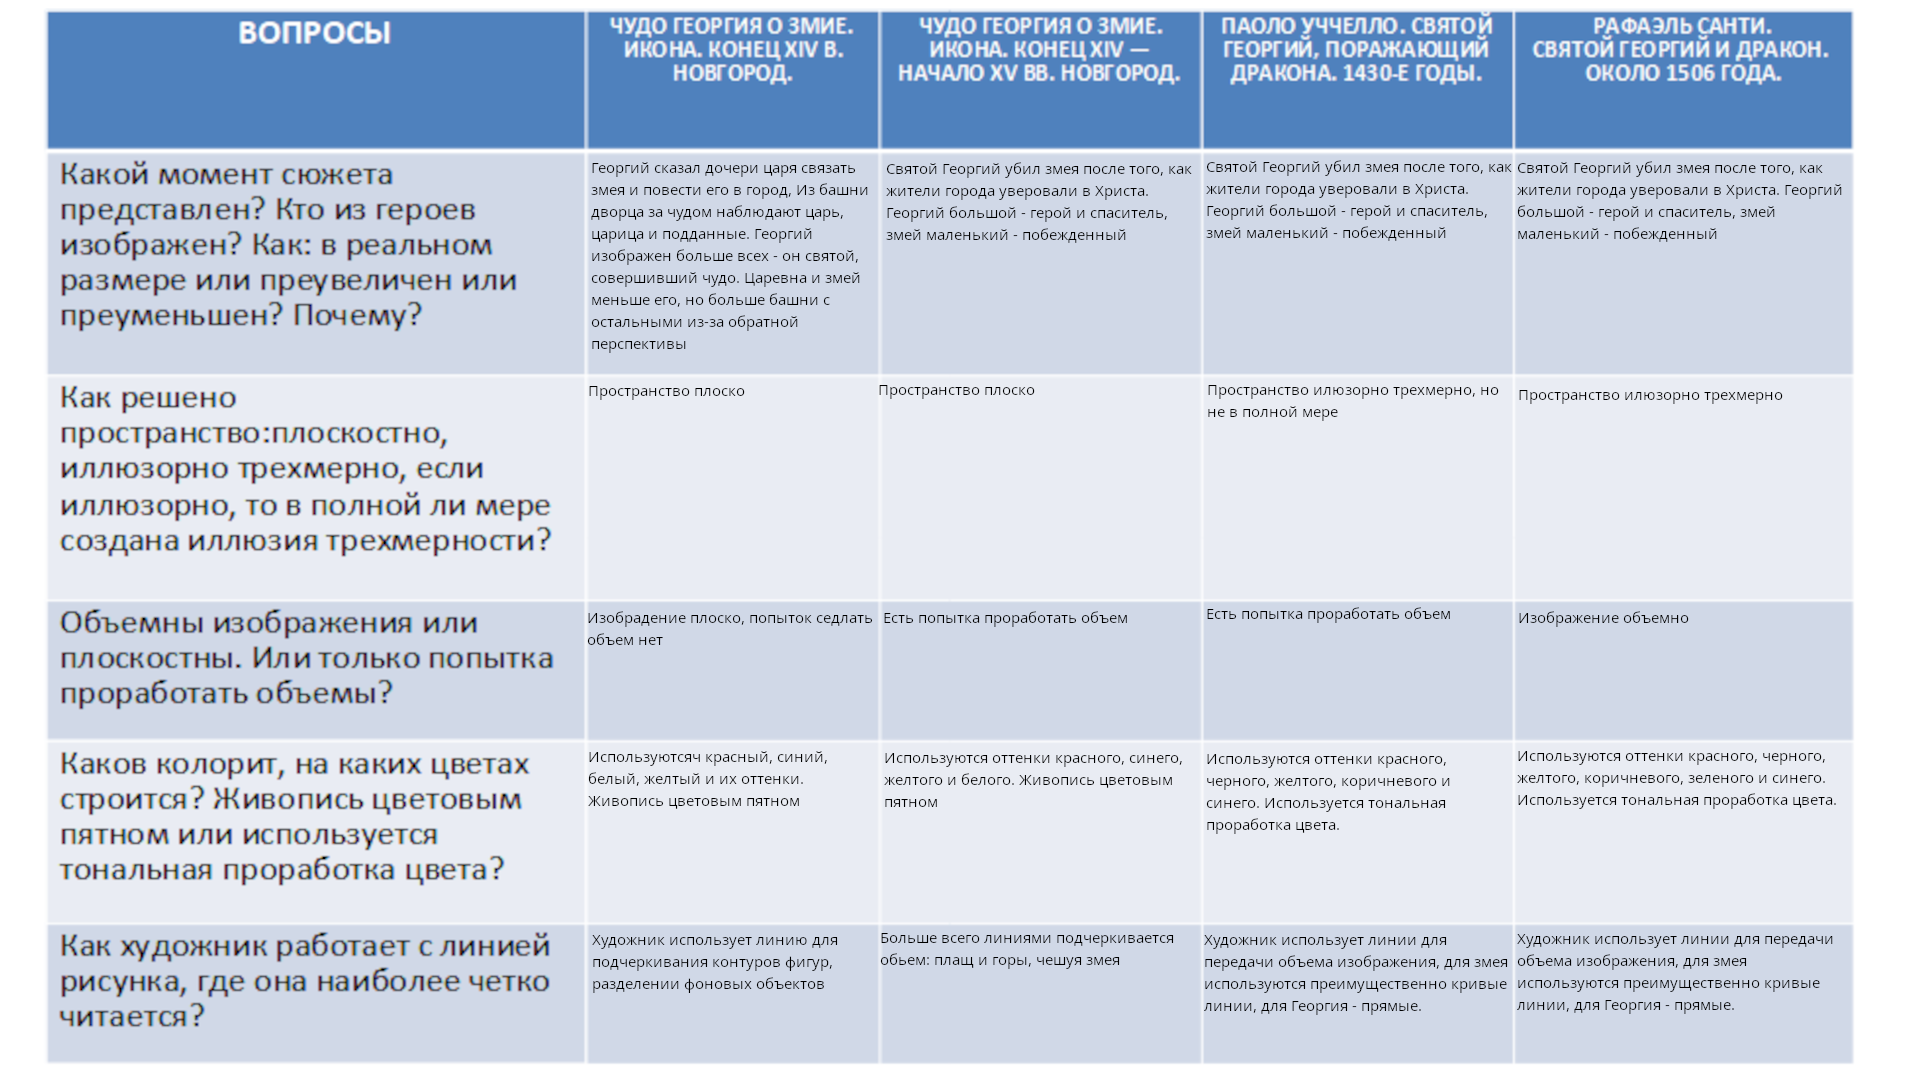 ВОПРОСЫ
ЧУДО ГЕОРГИЯ О ЗМИЕ.
ИКОНА. КОНЕЦ XIV В.
НОВГОРОД.
ЧУДО ГЕОРГИЯ О ЗМИЕ.
ИКОНА. КОНЕЦ XIV —
НАЧАЛО XV ВВ. НОВГОРОД.
ПАОЛО УЧЧЕЛЛО. СВЯТОЙ
ГЕОРГИЙ, ПОРАЖАЮЩИЙ
ДРАКОНА. 1430-Е ГОДЫ.
РАФАЭЛЬ САНТИ.
СВЯТОЙ ГЕОРГИЙ И ДРАКОН.
ОКОЛО 1506 ГОДА.
Какой момент сюжета
представлен? Кто из героев
изображен? Как: в реальном
размере или преувеличен или
преуменьшен? Почему?
Георгий сказал дочери царя связать
змея и повести его в город, Из башни
дворца за чудом наблюдают царь,
царица и подданные. Георгий
изображен больше всех - он святой,
совершивший чудо. Царевна и змей
меньше его, но больше башни с
остальными из-за обратной
перспективы
Святой Георгий убил змея после того, как
жители города уверовали в Христа.
Георгий большой - герой и спаситель,
змей маленький - побежденный
Святой Георгий убил змея после того, как
жители города уверовали в Христа.
Георгий большой - герой и спаситель,
змей маленький - побежденный
Святой Георгий убил змея после того, как
жители города уверовали в Христа. Георгий
большой - герой и спаситель, змей
маленький - побежденный
Как решено
пространство:плоскостно,
иллюзорно трехмерно, если
иллюзорно, то в полной ли мере
создана иллюзия трехмерности?
Пространство плоско
Пространство плоско
Пространство илюзорно трехмерно, но
не в полной мере
Пространство илюзорно трехмерно
Объемны изображения или
плоскостны. Или только попытка
проработать объемы?
Изобрадение плоско, попыток седлать
объем нет
Есть попытка проработать объем
Есть попытка проработать объем
Изображение объемно
Каков колорит, на каких цветах
строится? Живопись цветовым
пятном или используется
тональная проработка цвета?
Используютсяч красный, синий,
белый, желтый и их оттенки.
Живопись цветовым пятном
Используются оттенки красного, синего,
желтого и белого. Живопись цветовым
пятном
Используются оттенки красного,
черного, желтого, коричневого и
синего. Используется тональная
проработка цвета.
Используются оттенки красного, черного,
желтого, коричневого, зеленого и синего.
Используется тональная проработка цвета.
Как художник работает с линией
рисунка, где она наиболее четко
читается?
Художник использует линию для
подчеркивания контуров фигур,
разделении фоновых объектов
Больше всего линиями подчеркивается
обьем: плащ и горы, чешуя змея
Художник использует линии для
передачи объема изображения, для змея
используются преимущественно кривые
линии, для Георгия - прямые.
Художник использует линии для передачи
объема изображения, для змея
используются преимущественно кривые
линии, для Георгия - прямые.